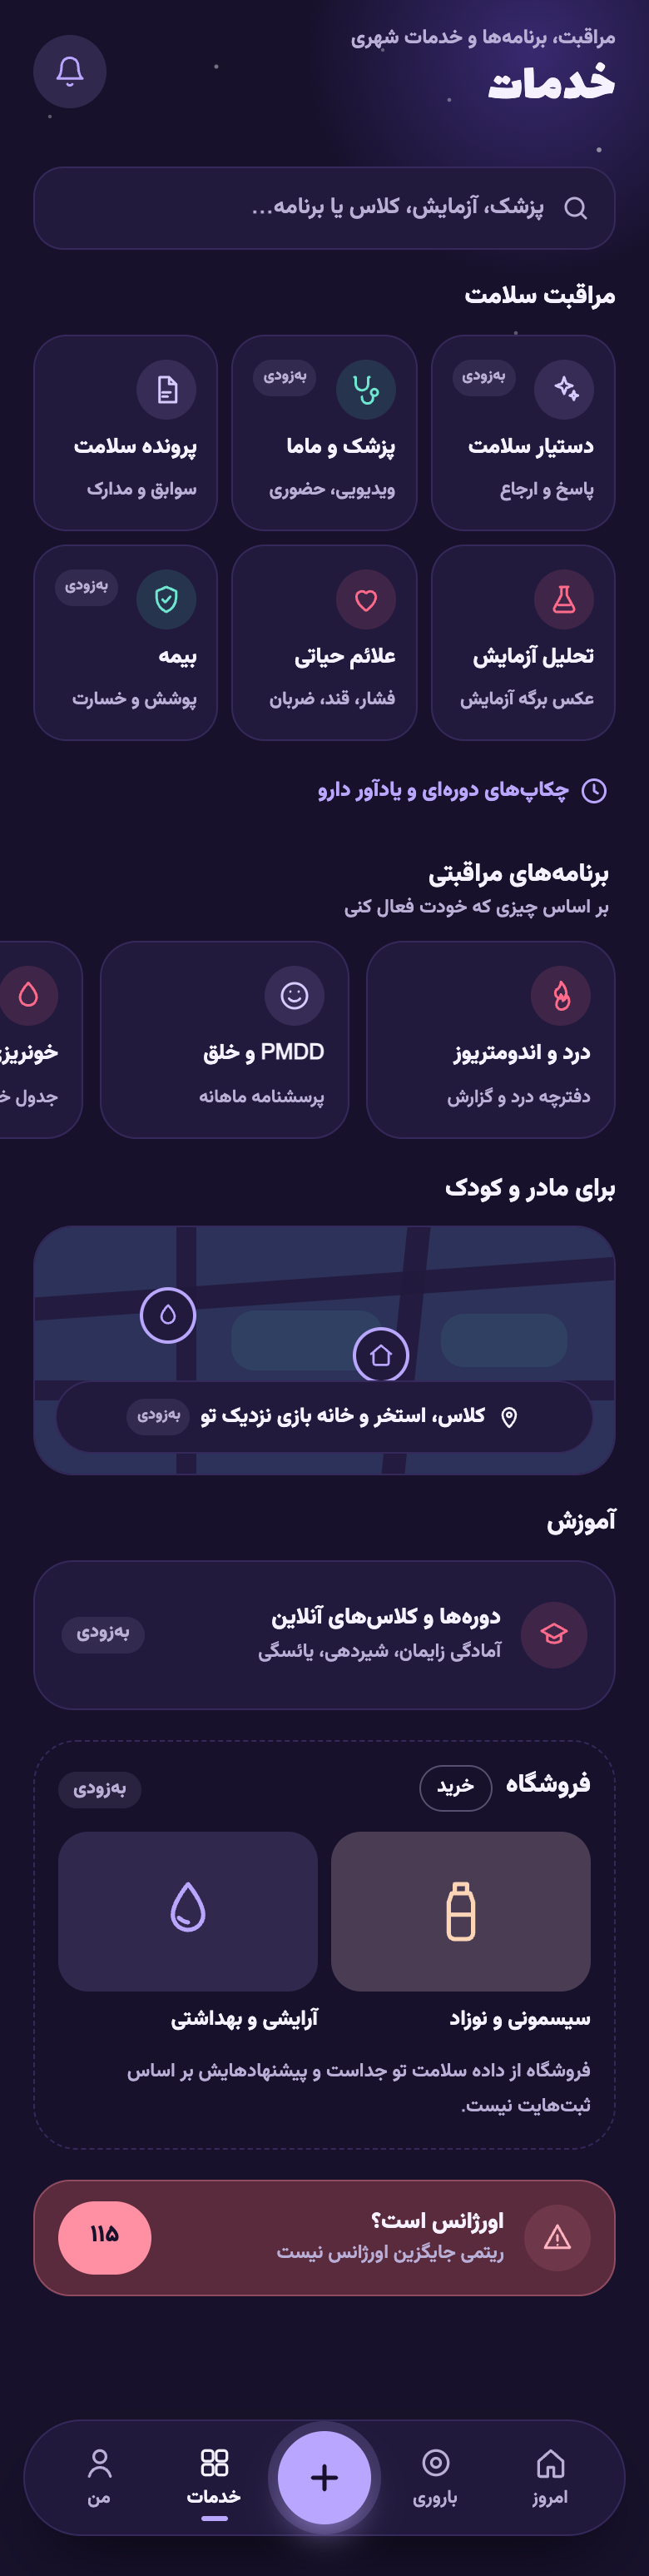 مراقبت، برنامه‌ها و خدمات شهری
خدمات
پزشک، آزمایش، کلاس یا برنامه...
مراقبت سلامت
به‌زودی
دستیار سلامت
پاسخ و ارجاع
به‌زودی
پزشک و ماما
ویدیویی، حضوری
پرونده سلامت
سوابق و مدارک
تحلیل آزمایش
عکس برگه آزمایش
علائم حیاتی
فشار، قند، ضربان
به‌زودی
بیمه
پوشش و خسارت
چکاپ‌های دوره‌ای و یادآور دارو
برنامه‌های مراقبتی
بر اساس چیزی که خودت فعال کنی
درد و اندومتریوز
دفترچه درد و گزارش
PMDD و خلق
پرسشنامه ماهانه
جدول
برای مادر و کودک
کلاس، استخر و خانه بازی نزدیک تو به‌زودی
آموزش
دوره‌ها و کلاس‌های آنلاین
آمادگی زایمان، شیردهی، یائسگی
به‌زودی
فروشگاه خرید به‌زودی
سیسمونی و نوزاد
آرایشی و بهداشتی
فروشگاه از داده سلامت تو جداست و پیشنهادهایش بر اساس
ثبت‌هایت نیست.
اورژانس است؟
ریتمی جایگزین اورژانس نیست
۱۱۵
امروز
باروری
خدمات
من